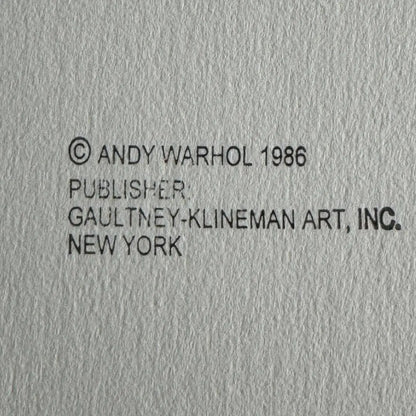 © ANDY WARHOL 1986
PUBLISHER:
GAULTNEY-KLINEMAN ART, INC.
NEW YORK